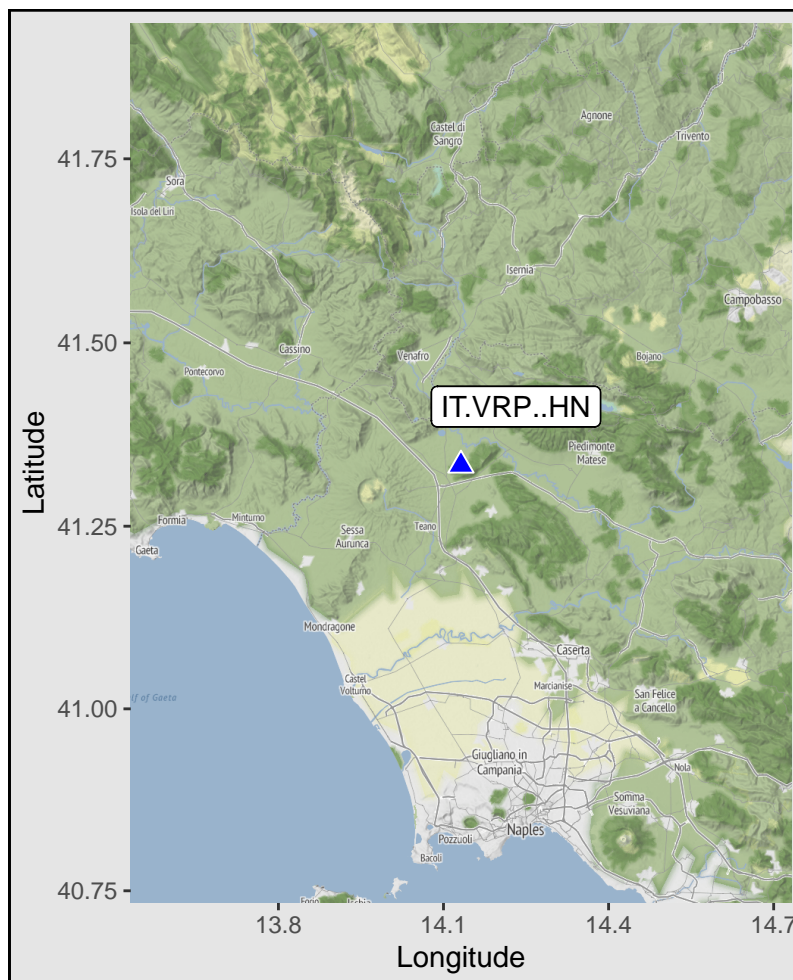 Castel di
Sangro
Agnone
Trivento
41.75
Sora
Isola del Liri
Isernia
Campobasso
41.50
Cassino
Venafro
Bojano
Pontecorvo
IT.VRP..HN
Piedimonte
Matese
Latitude
41.25
Formia
Minturno
Sessa
Aurunca
Teano
Gaeta
Mondragone
Caserta
Castel
Volturno
Marcianise
San Felice
a Cancello
lf of Gaeta
41.00
Giugliano in
Campania
Nola
Somma
Vesuviana
Naples
Pozzuoli
Bacoli
40.75
13.8
14.1
14.4
14.7
Longitude